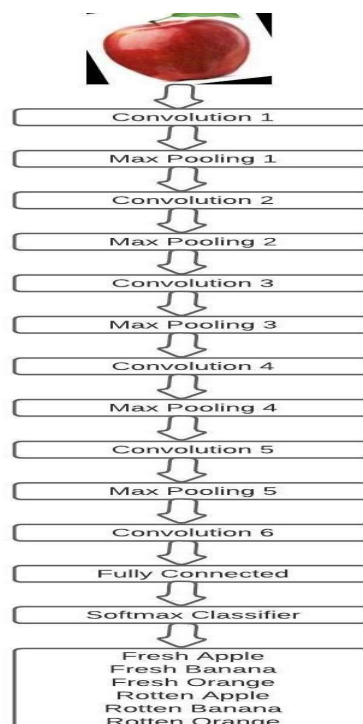 Convolution 1
Max Pooling 1
Convolution 2
Max Pooling 2
Convolution 3
Max Pooling 3
Convolution 4
Max Pooling 4
Convolution 5
Max Pooling 5
Convolution 6
Fully Connected
Softmax Classifier
Fresh Apple
Fresh Banana
Fresh Orange
Rotten Apple
Rotten Banana
Rotten Orange